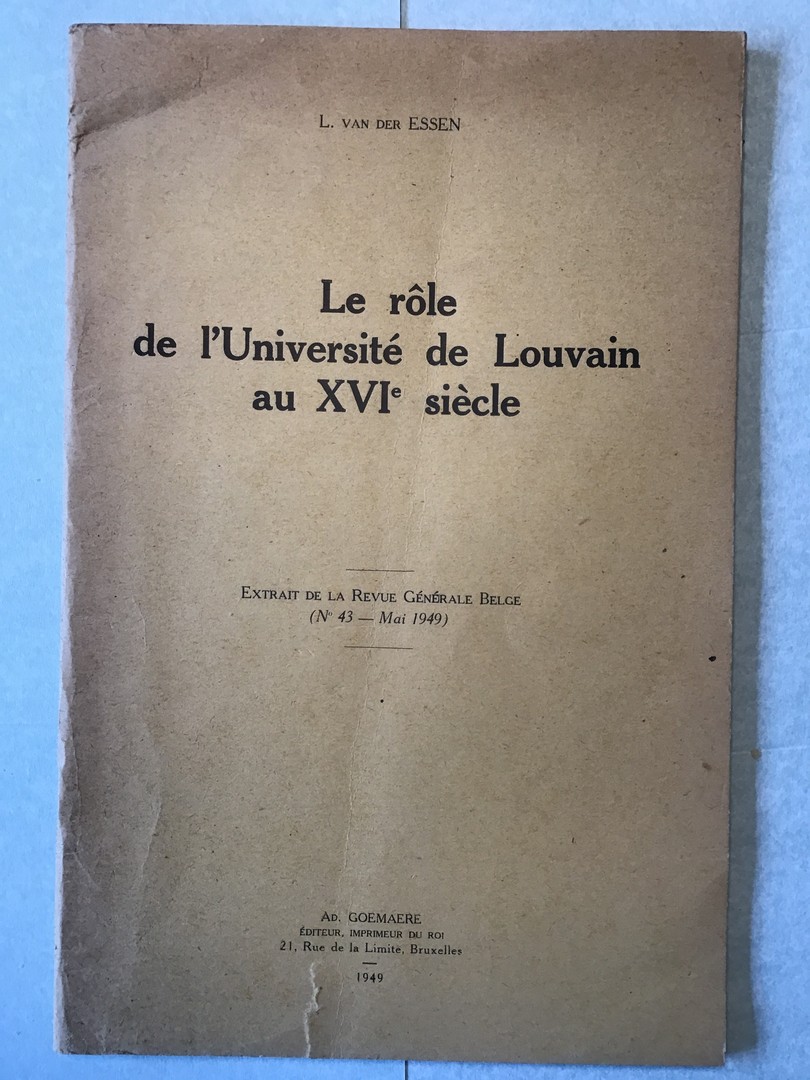 L. VAN DER ESSEN
Le rôle
de l'Université de Louvain
au XVIe siècle
EXTRAIT DE LA REVUE GÉNÉRALE BELGE
(No 43 — Mai 1949)
AD. GOEMAERE
ÉDITEUR, IMPRIMEUR DU ROI
21, Rue de la Limite, Bruxelles
1949